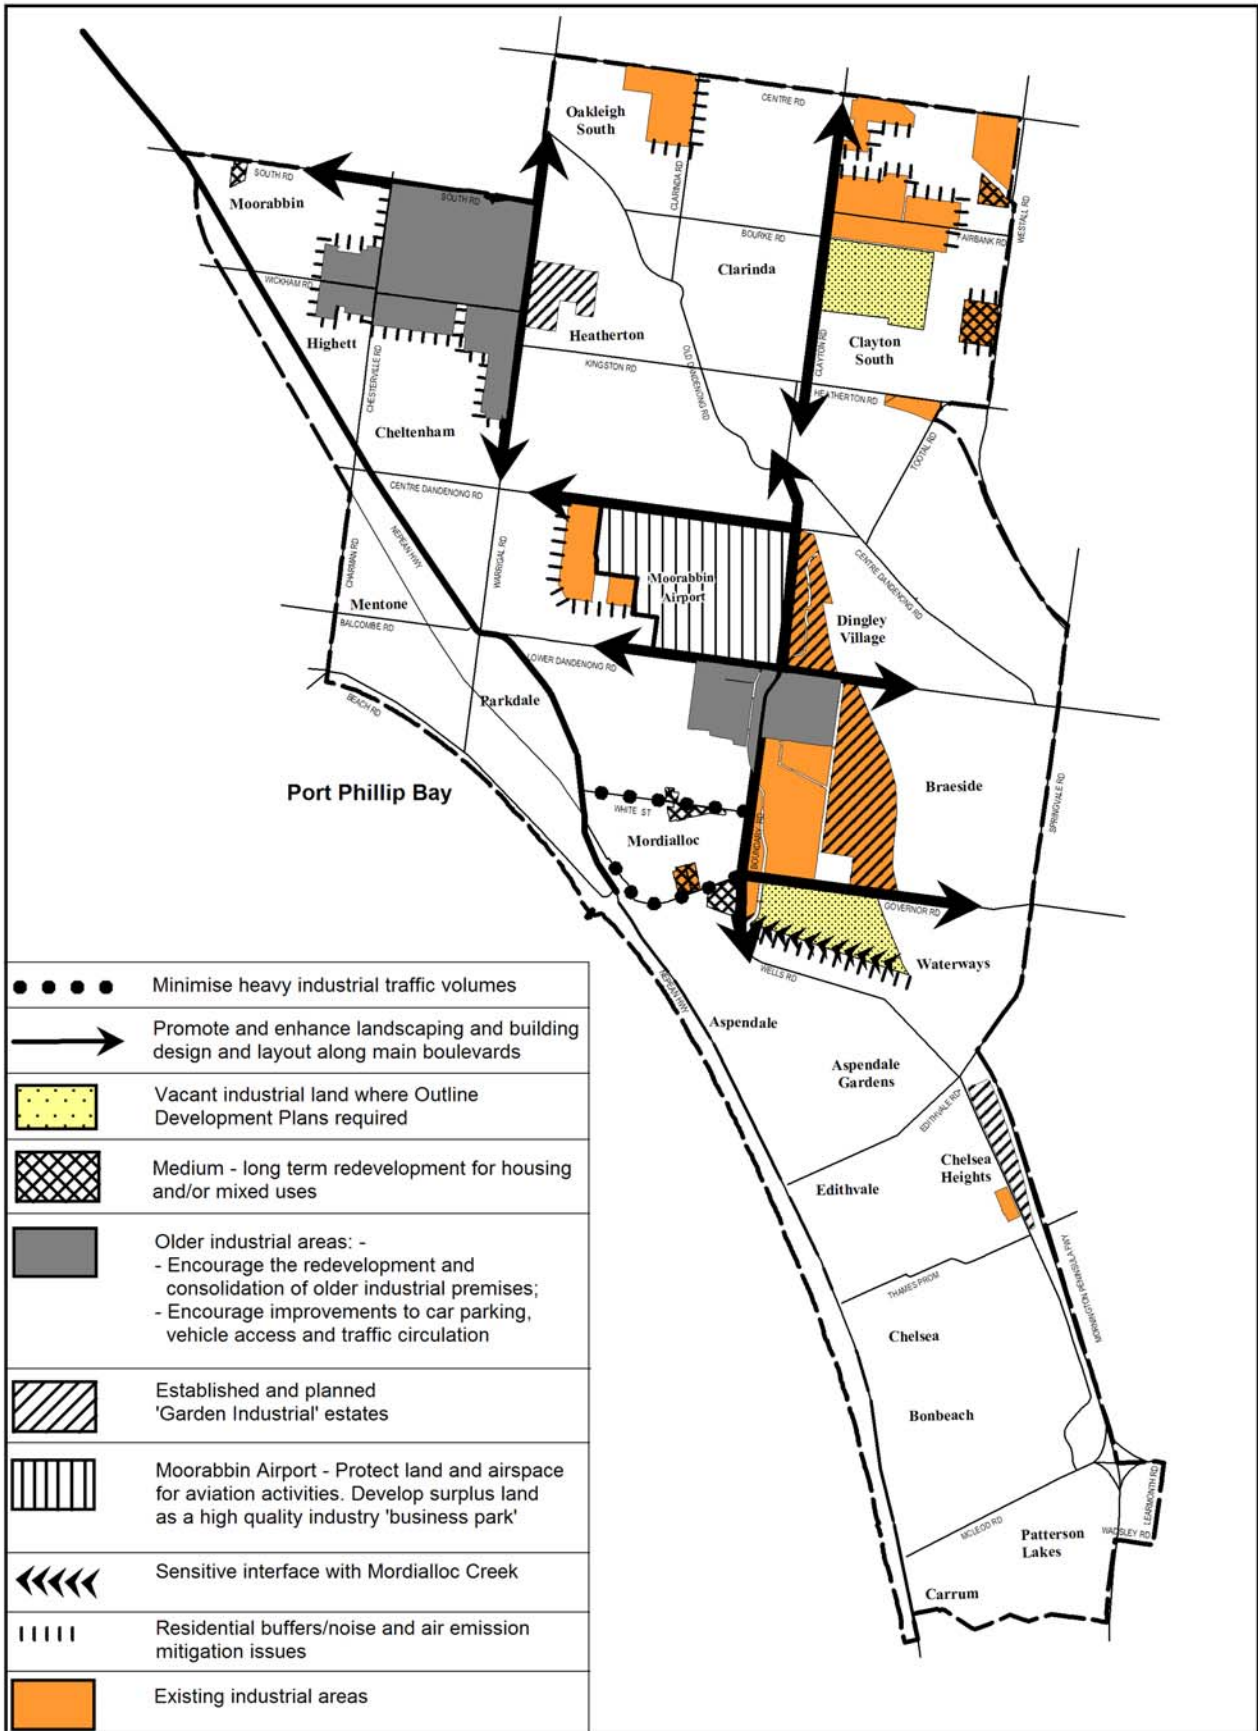 CENTRE RD
Oakleigh
South
CLARINDA RD
SOUTH RD
SOUTH RD
Moorabbin
WESTALL RD
BOURKE RD
FAIRBANK RD
Clarinda
WICKHAM RD
Highett
Heatherton
Clayton
South
CLAYTON RD
KINGSTON RD
OLD DANDENONG RD
CHESTERVILLE RD
HEATHERTON RD
Cheltenham
TOOTAL RD
CENTRE DANDENONG RD
NEPEAN HWY
WARRIGAL RD
CHARMAN RD
CENTRE DANDENONG RD
Moorabbin
Airport
Mentone
BALCOMBE RD
Dingley
Village
LOWER DANDENONG RD
Parkdale
BEACH RD
Port Phillip Bay
Braeside
SPRINGVALE RD
WHITE ST
Mordialloc
BOUNDARY RD
GOVERNOR RD
Waterways
WELLS RD
NEPEAN HWY
Aspendale
Aspendale
Gardens
EDITHVALE RD
Chelsea
Heights
Edithvale
MORNINGTON PENINSULA FWY
THAMES PROM
Chelsea
Bonbeach
LEARMONTH RD
MCLEOD RD
WADSLEY RD
Patterson
Lakes
Carrum
Minimise heavy industrial traffic volumes
Promote and enhance landscaping and building
design and layout along main boulevards
Vacant industrial land where Outline
Development Plans required
Medium - long term redevelopment for housing
and/or mixed uses
Older industrial areas: -
- Encourage the redevelopment and
consolidation of older industrial premises;
- Encourage improvements to car parking,
vehicle access and traffic circulation
Established and planned
'Garden Industrial' estates
Moorabbin Airport - Protect land and airspace
for aviation activities. Develop surplus land
as a high quality industry 'business park'
Sensitive interface with Mordialloc Creek
Residential buffers/noise and air emission
mitigation issues
Existing industrial areas